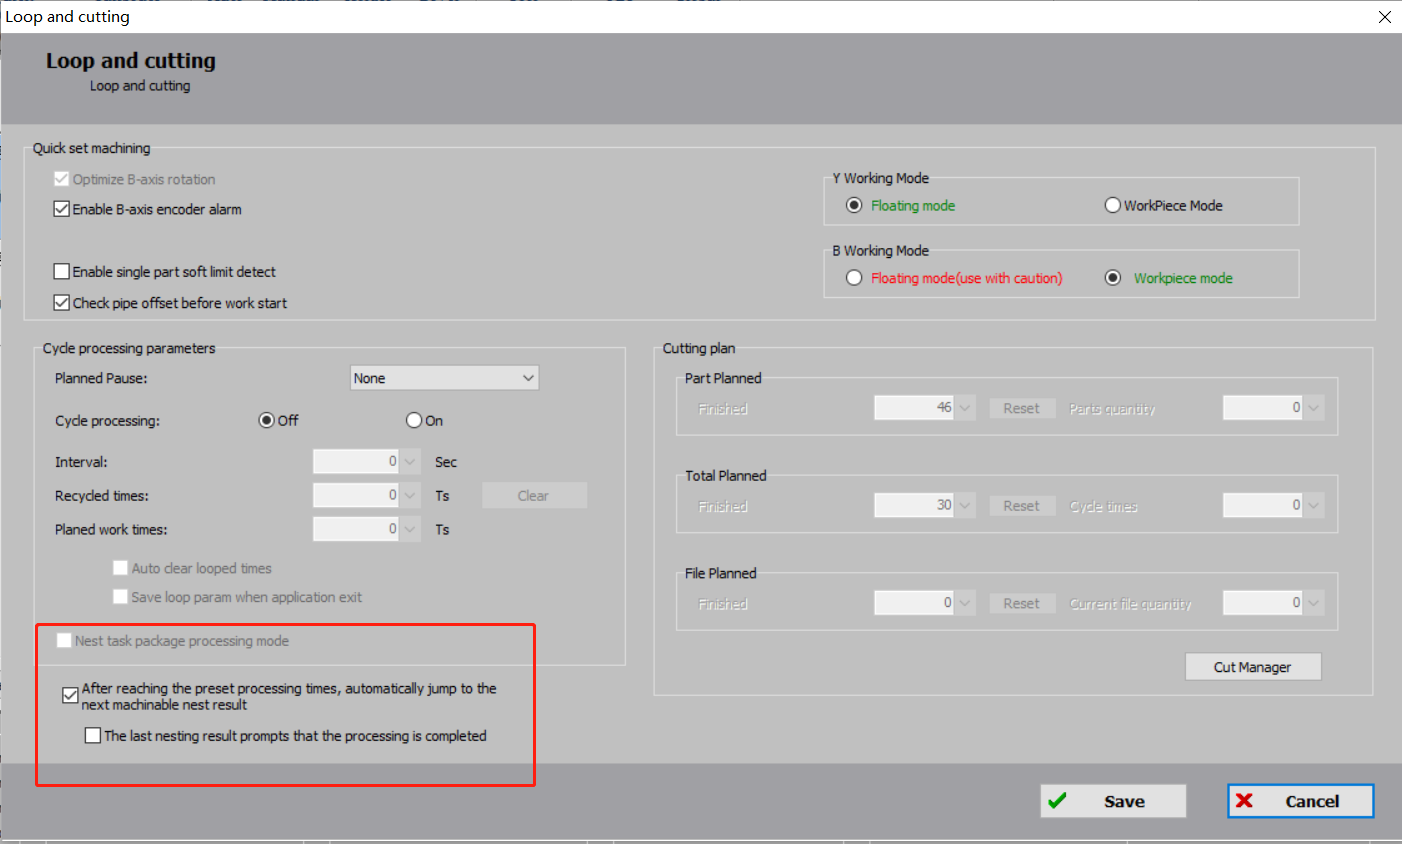 Loop and cutting
Loop and cutting
Loop and cutting
Quick set machining
Optimize B-axis rotation
Enable B-axis encoder alarm
Enable single part soft limit detect
Check pipe offset before work start
Y Working Mode
Floating mode
WorkPiece Mode
B Working Mode
Floating mode(use with caution)
Workpiece mode
Cycle processing parameters
Planned Pause:
None
Cycle processing:
Off
On
Interval:
0
Sec
Recycled times:
0
Ts
Clear
Planed work times:
0
Ts
Auto clear looped times
Save loop param when application exit
Nest task package processing mode
After reaching the preset processing times, automatically jump to the
next machinable nest result
The last nesting result prompts that the processing is completed
Cutting plan
Part Planned
Finished
46
Reset
Parts quantity
0
Total Planned
Finished
30
Reset
Cycle times
0
File Planned
Finished
0
Reset
Current file quantity
0
Cut Manager
Save
Cancel